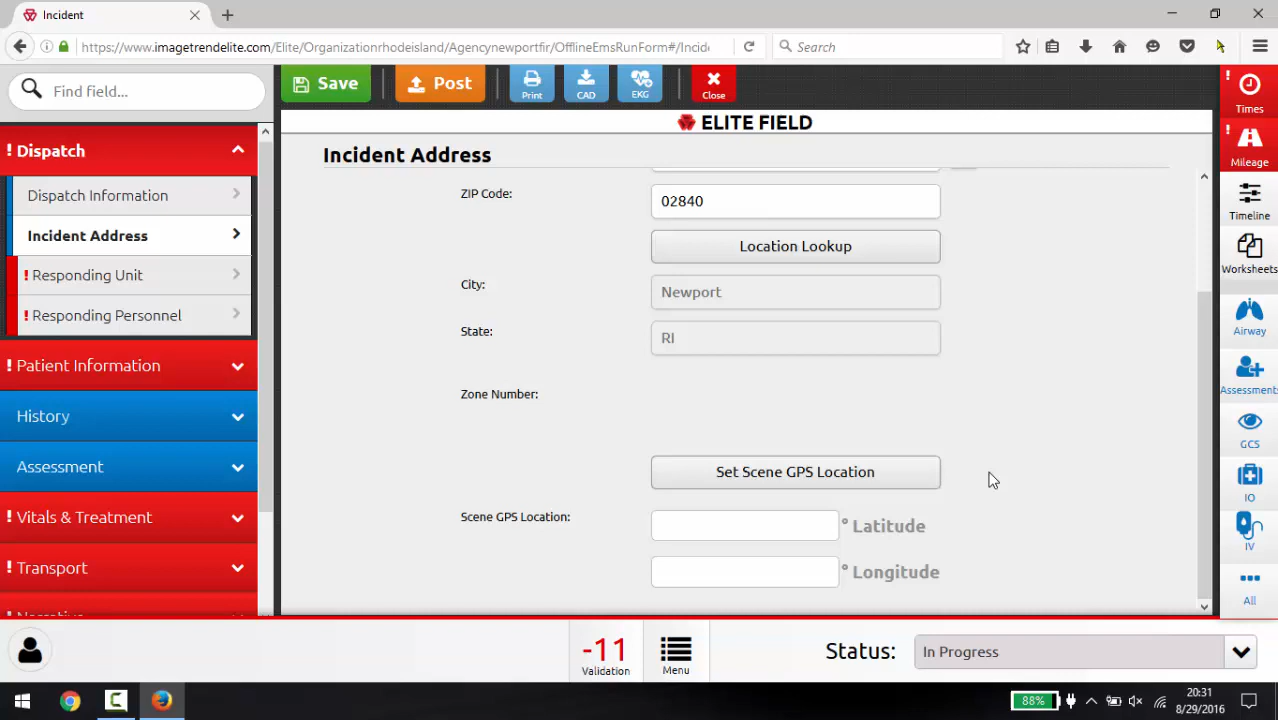 Incident
https://www.imagetrendelite.com/Elite/Organizationrhodeisland/Agencynewportfir/OfflineEmsRunForm#/Incide
Search
Find field...
Save
Post
Print
CAD
EKG
Close
Times
Mileage
Timeline
Worksheets
Airway
Assessments
GCS
IO
IV
All
ELITE FIELD
! Dispatch
Dispatch Information
Incident Address
! Responding Unit
! Responding Personnel
! Patient Information
History
Assessment
! Vitals & Treatment
! Transport
! Narrative
Incident Address
ZIP Code:
02840
Location Lookup
City:
Newport
State:
RI
Zone Number:
Set Scene GPS Location
Scene GPS Location:
° Latitude
° Longitude
-11
Validation
Menu
Status:
In Progress
88%
20:31
8/29/2016